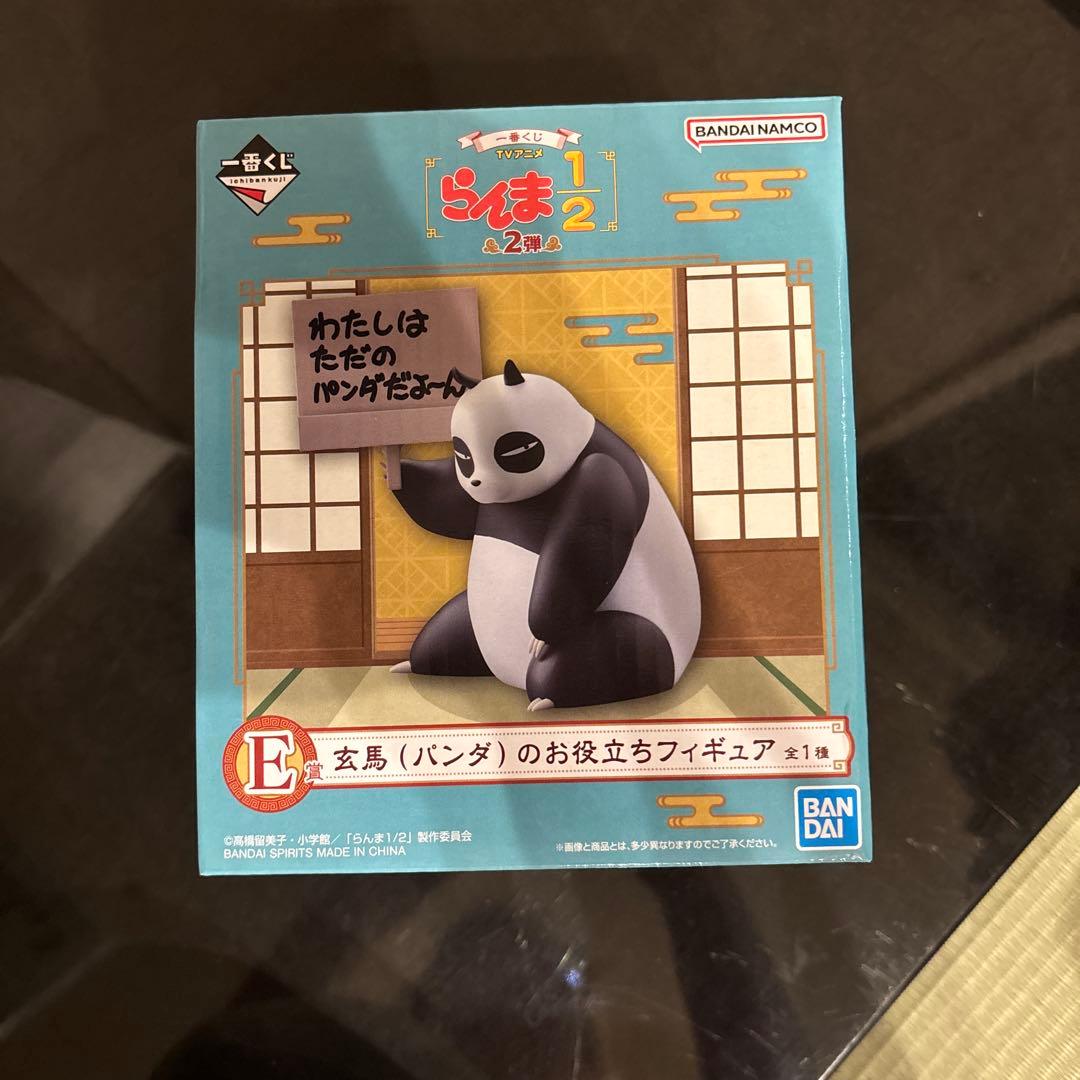 一番くじ
ichibankuji
一番くじ
TVアニメ
らんま1/2
2弾
BANDAI NAMCO
わたしは
ただの
パンダだよ〜ん
E賞 玄馬(パンダ)のお役立ちフィギュア 全1種
BAN
DAI
©高橋留美子・小学館/「らんま1/2」製作委員会
BANDAI SPIRITS MADE IN CHINA
※画像と商品とは、多少異なりますのでご了承ください。